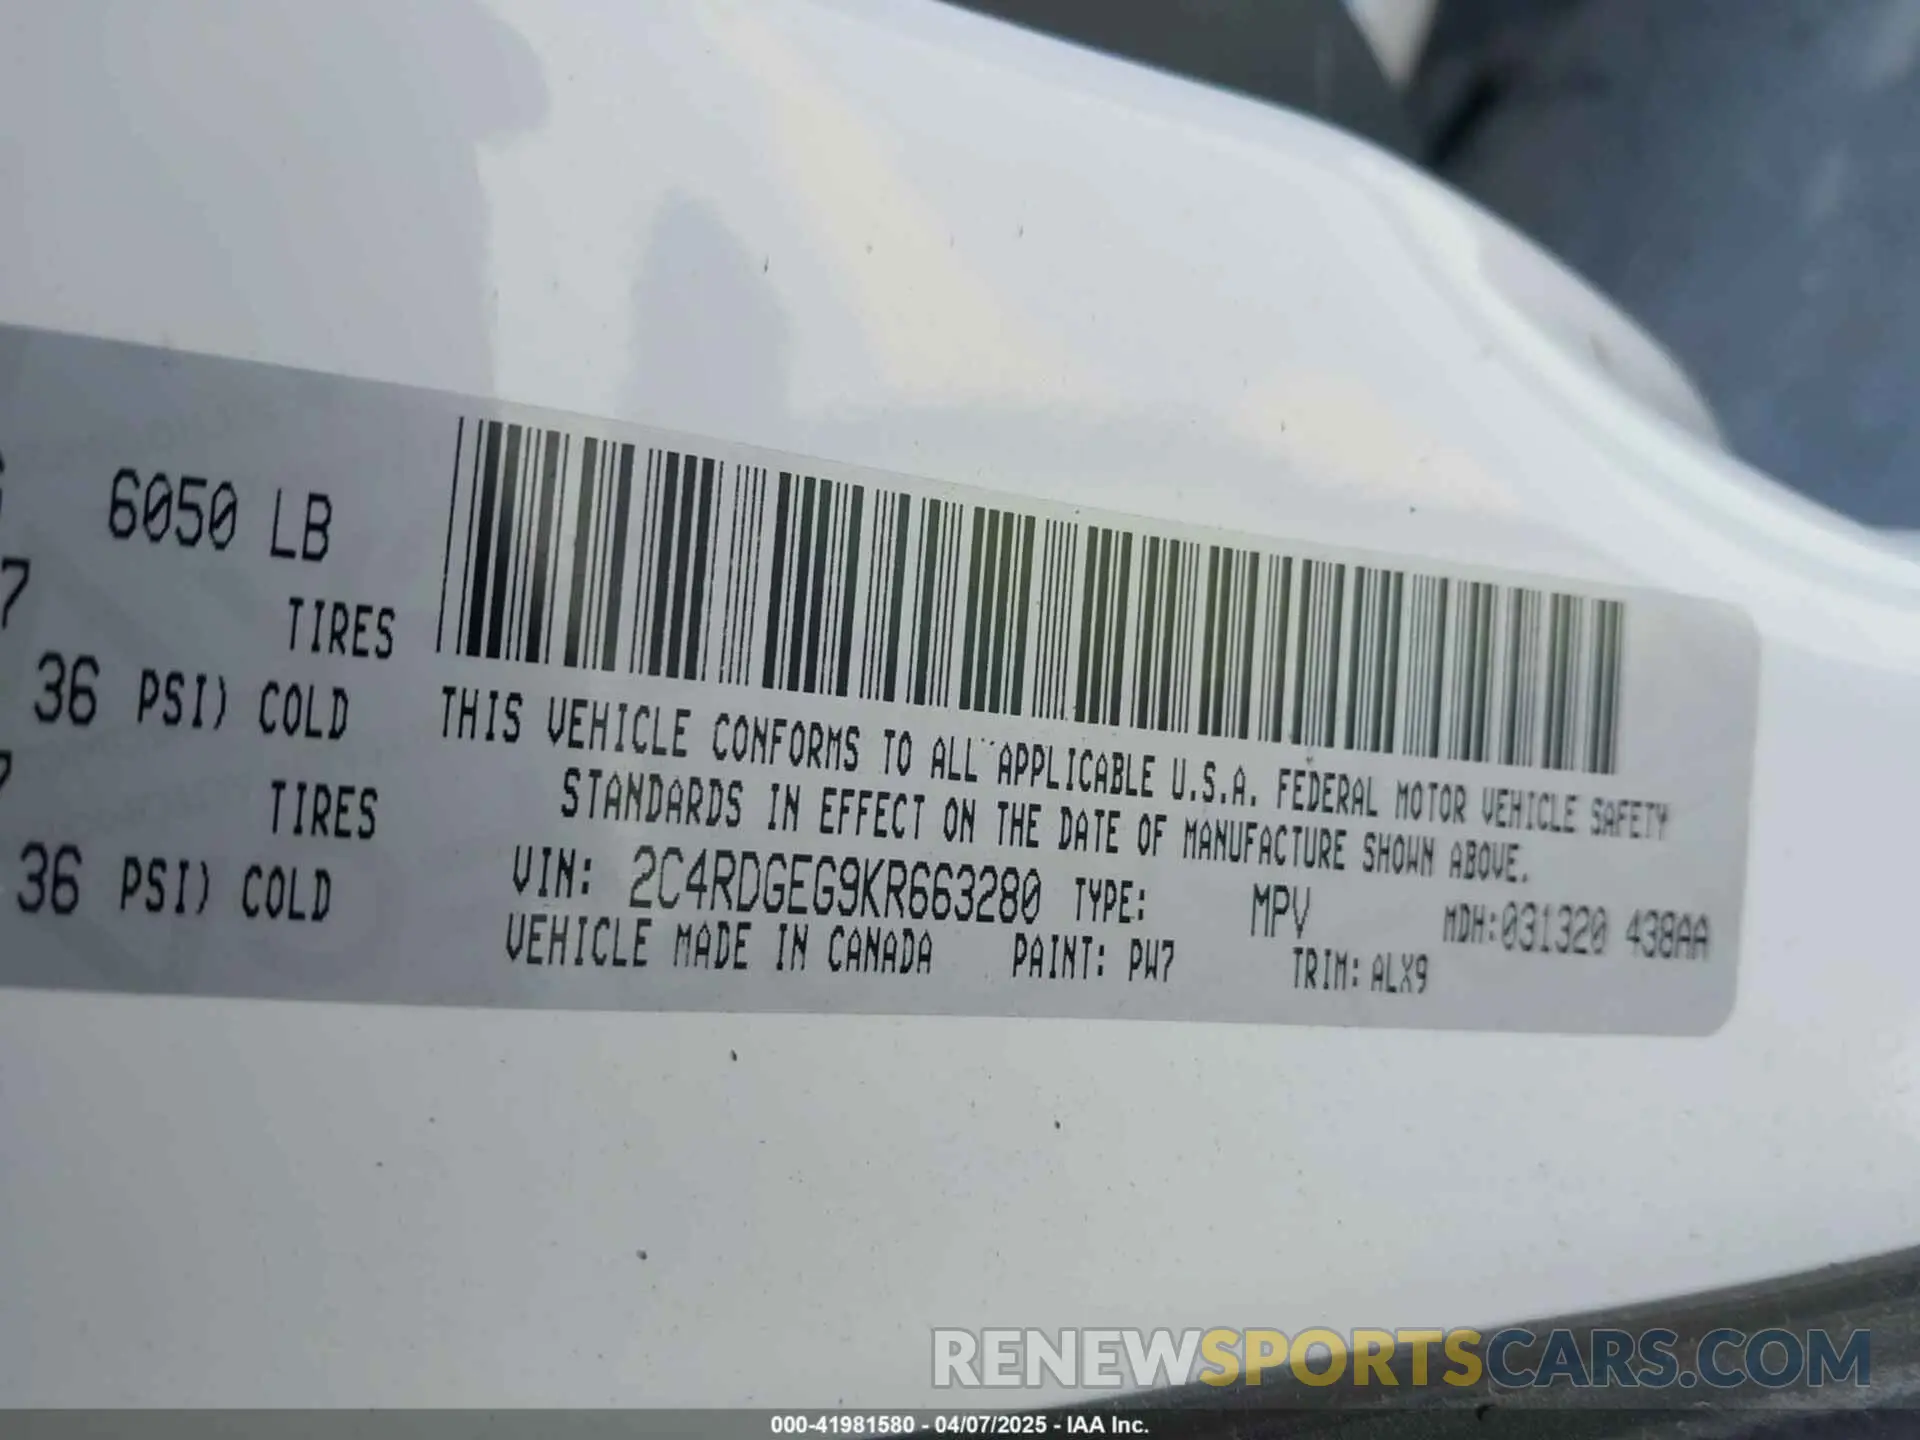 6050 LB
7 TIRES
36 PSI) COLD
TIRES
36 PSI) COLD
THIS VEHICLE CONFORMS TO ALL APPLICABLE U.S.A. FEDERAL MOTOR VEHICLE SAFETY
STANDARDS IN EFFECT ON THE DATE OF MANUFACTURE SHOWN ABOVE.
VIN: 2C4RDGEG9KR663280 TYPE: MPV MDH:031320 438AA
VEHICLE MADE IN CANADA PAINT: PW7 TRIM: ALX9
RENEWSPORTSCARS.COM
000-41981580 - 04/07/2025 - IAA Inc.